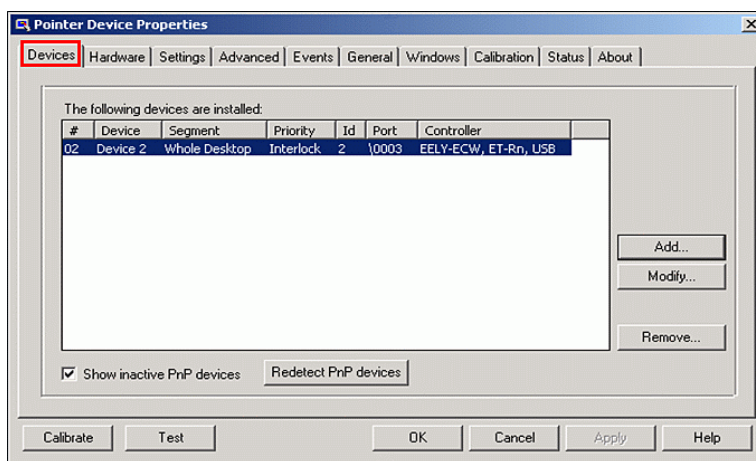 Pointer Device Properties
Devices Hardware Settings Advanced Events General Windows Calibration Status About
The following devices are installed:
# Device Segment Priority Id Port Controller
02 Device 2 Whole Desktop Interlock 2 \0003 EELY-ECW, ET-Rn, USB
Add...
Modify...
Remove...
Show inactive PnP devices Redetect PnP devices
Calibrate Test OK Cancel Apply Help